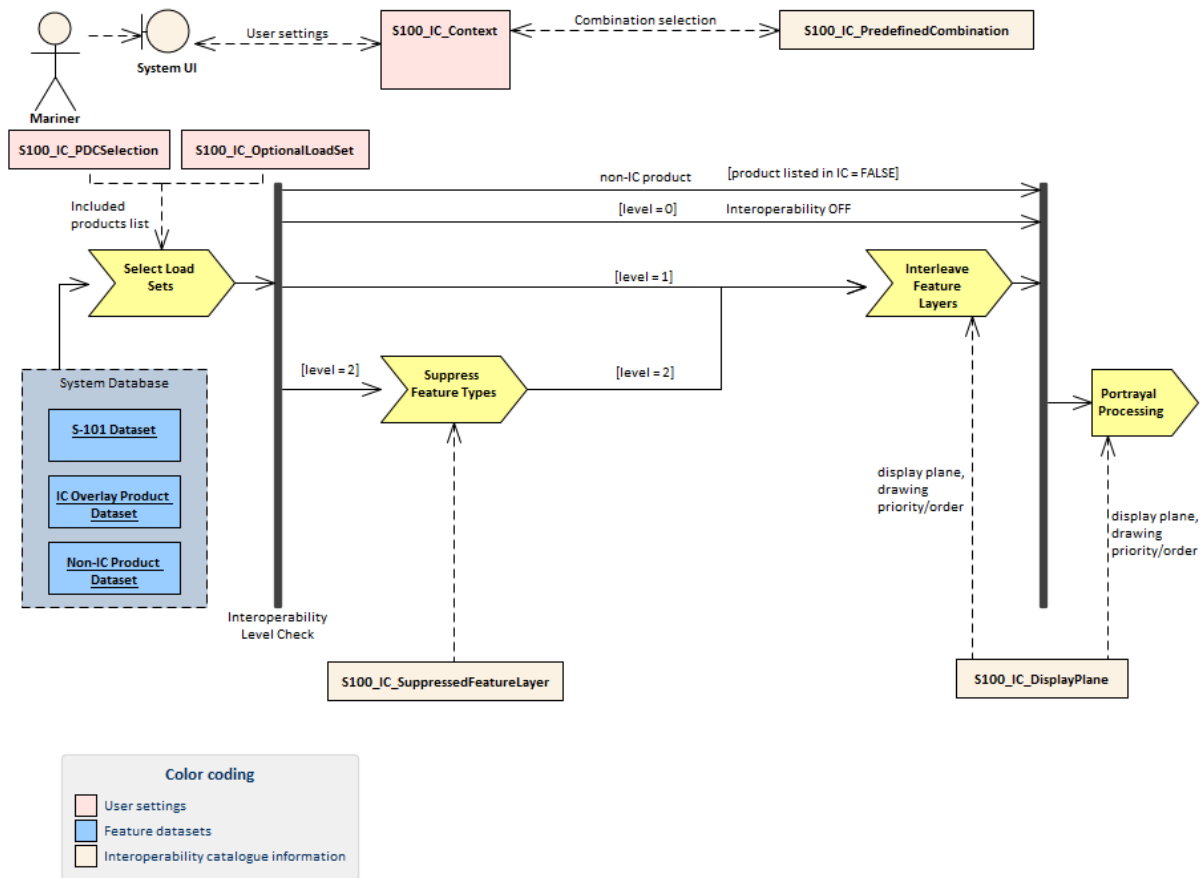 User settings
S100_IC_Context
Combination selection
S100_IC_PredefinedCombination
System UI
Mariner
S100_IC_PDCSelection
S100_IC_OptionalLoadSet
non-IC product
[product listed in IC = FALSE]
Included
products list
[level = 0]
Interoperability OFF
Select Load
Sets
[level = 1]
Interleave
Feature
Layers
[level = 2]
Suppress
Feature Types
[level = 2]
System Database
S-101 Dataset
IC Overlay Product
Dataset
Non-IC Product
Dataset
Portrayal
Processing
display plane,
drawing
priority/order
display plane,
drawing
priority/order
Interoperability
Level Check
S100_IC_SuppressedFeatureLayer
S100_IC_DisplayPlane
Color coding
User settings
Feature datasets
Interoperability catalogue information